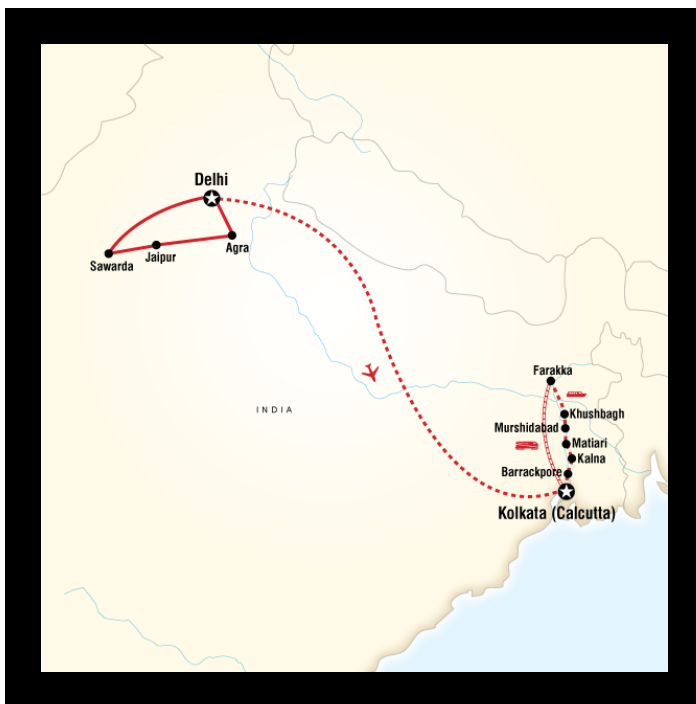 Delhi
Agra
Jaipur
Sawarda
INDIA
Farakka
Khushbagh
Murshidabad
Matiari
Kalna
Barrackpore
Kolkata (Calcutta)